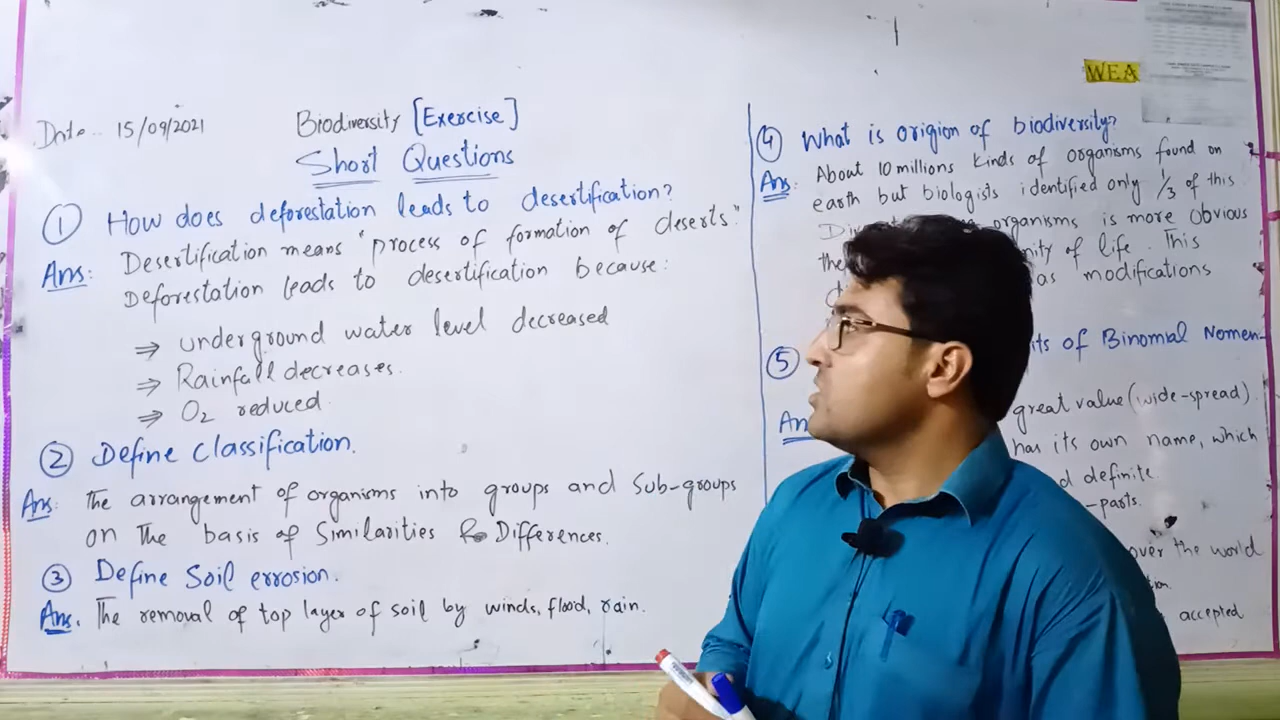 WEA
Date.. 15/09/2021
Biodiversity [Exercise]
Short Questions
① How does deforestation leads to desertification?
Ans: Desertification means "process of formation of deserts."
Deforestation leads to desertification because:
⇒ underground water level decreased
⇒ Rainfall decreases.
⇒ O2 reduced.
② Define Classification.
Ans: The arrangement of organisms into groups and Sub-groups
on The basis of Similarities & Differences.
③ Define Soil errosion.
Ans. The removal of top layer of soil by winds, flood, rain.
④ What is origion of biodiversity?
Ans: About 10 millions kinds of organisms found on
earth but biologists identified only 1/3 of this
organisms is more obvious
the of life. This
as modifications
⑤ of Binomial Nomen-
great value (wide-spread).
has its own name, which
definite
-parts.
over the world
accepted